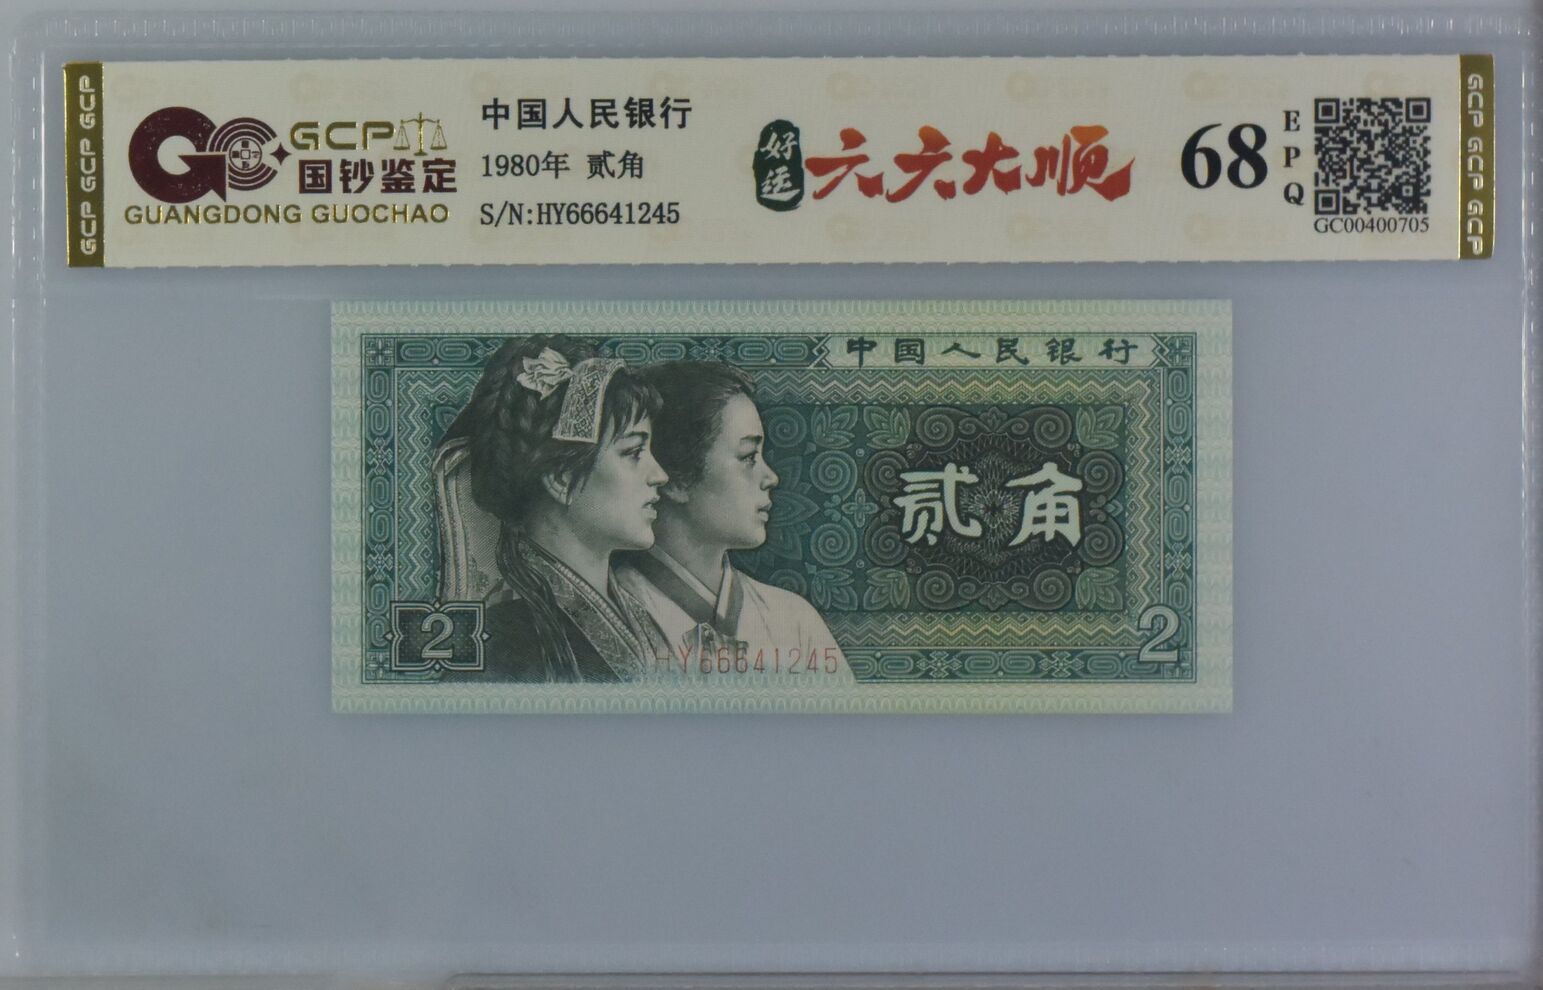 GCP GCP GCP
GCP
国钞鉴定
GUANGDONG GUOCHAO
中国人民银行
1980年 贰角
S/N:HY66641245
好运
六六大顺
68
EPQ
GC00400705
GCP GCP GCP
中国人民银行
贰角
2
2
HY66641245